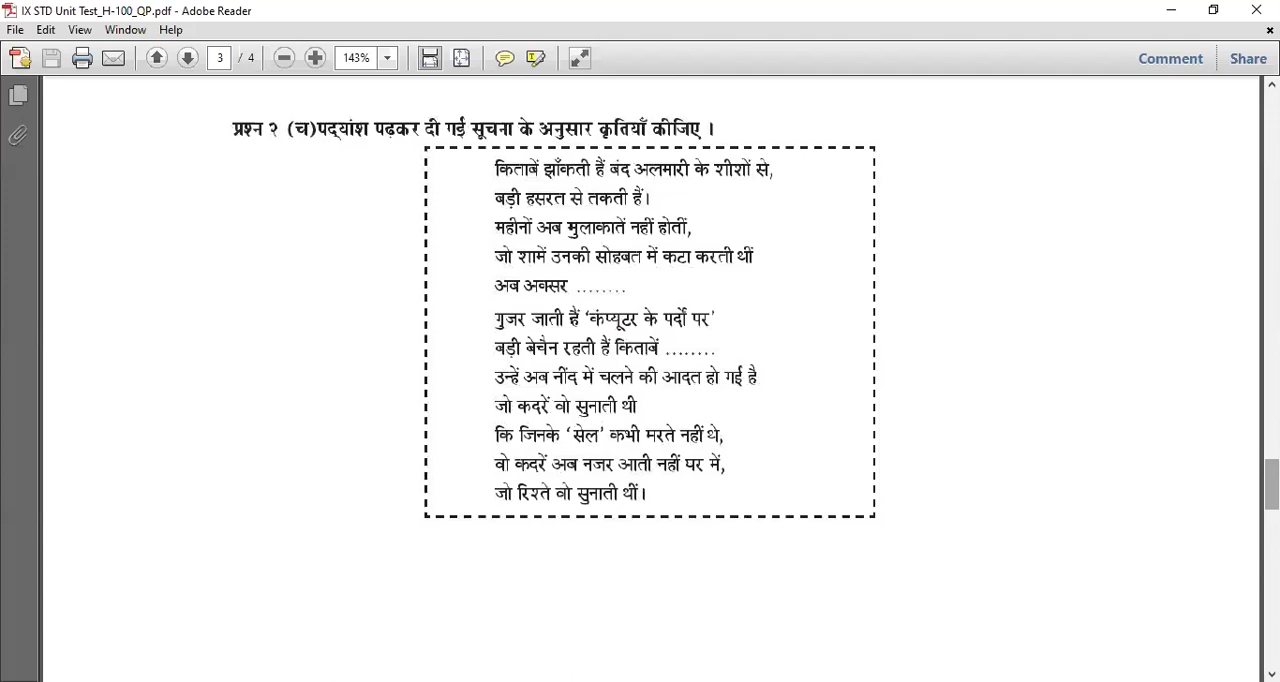 IX STD Unit Test_H-100_QP.pdf - Adobe Reader
File Edit View Window Help
3 / 4 143% Comment Share
प्रश्न २ (च)पद्यांश पढ़कर दी गई सूचना के अनुसार कृतियाँ कीजिए ।
किताबें झाँकती हैं बंद अलमारी के शीशों से,
बड़ी हसरत से तकती हैं।
महीनों अब मुलाकातें नहीं होतीं,
जो शामें उनकी सोहबत में कटा करती थीं
अब अक्सर ........
गुजर जाती हैं ‘कंप्यूटर के पर्दो पर’
बड़ी बेचैन रहती हैं किताबें ........
उन्हें अब नींद में चलने की आदत हो गई है
जो कदरें वो सुनाती थी
कि जिनके ‘सेल’ कभी मरते नहीं थे,
वो कदरें अब नजर आती नहीं घर में,
जो रिश्ते वो सुनाती थीं।